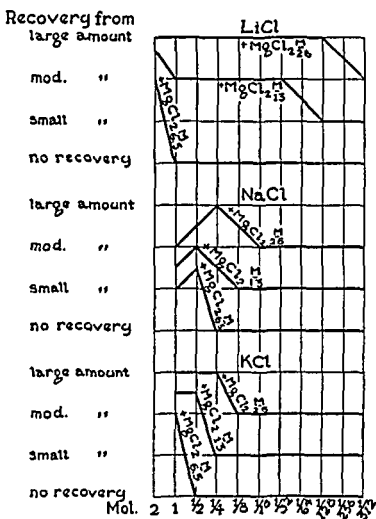 Recovery from
LiCl
large amount
+MgCl2 M/26
mod. "
+MgCl2 M/13
small "
+MgCl2 M/6.5
no recovery
NaCl
large amount
+MgCl2 M/26
mod. "
+MgCl2 M/13
small "
+MgCl2 M/6.5
no recovery
KCl
large amount
+MgCl2 M/26
mod. "
+MgCl2 M/13
small "
+MgCl2 M/6.5
no recovery
Mol. 2 1 1/2 1/4 1/8 1/10